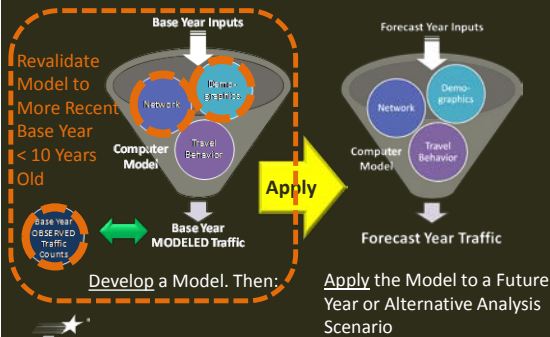 Base Year Inputs
Revalidate
Model to
More Recent
Base Year
< 10 Years
Old
Network
Demo-
graphics
Travel
Behavior
Computer
Model
Base Year
OBSERVED
Traffic
Counts
Base Year
MODELED Traffic
Develop a Model. Then:
Apply
Forecast Year Inputs
Network
Demo-
graphics
Travel
Behavior
Computer
Model
Forecast Year Traffic
Apply the Model to a Future
Year or Alternative Analysis
Scenario